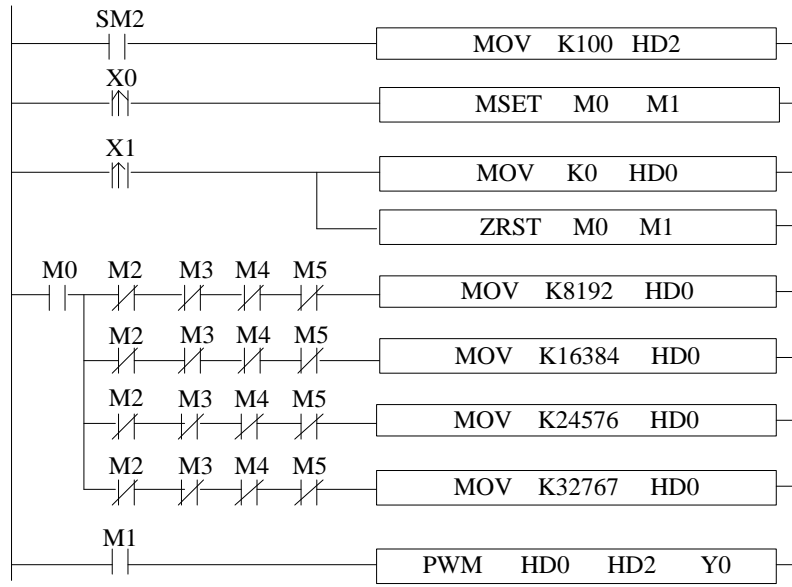 SM2
MOV K100 HD2
X0
MSET M0 M1
X1
MOV K0 HD0
ZRST M0 M1
M0 M2 M3 M4 M5
MOV K8192 HD0
M2 M3 M4 M5
MOV K16384 HD0
M2 M3 M4 M5
MOV K24576 HD0
M2 M3 M4 M5
MOV K32767 HD0
M1
PWM HD0 HD2 Y0